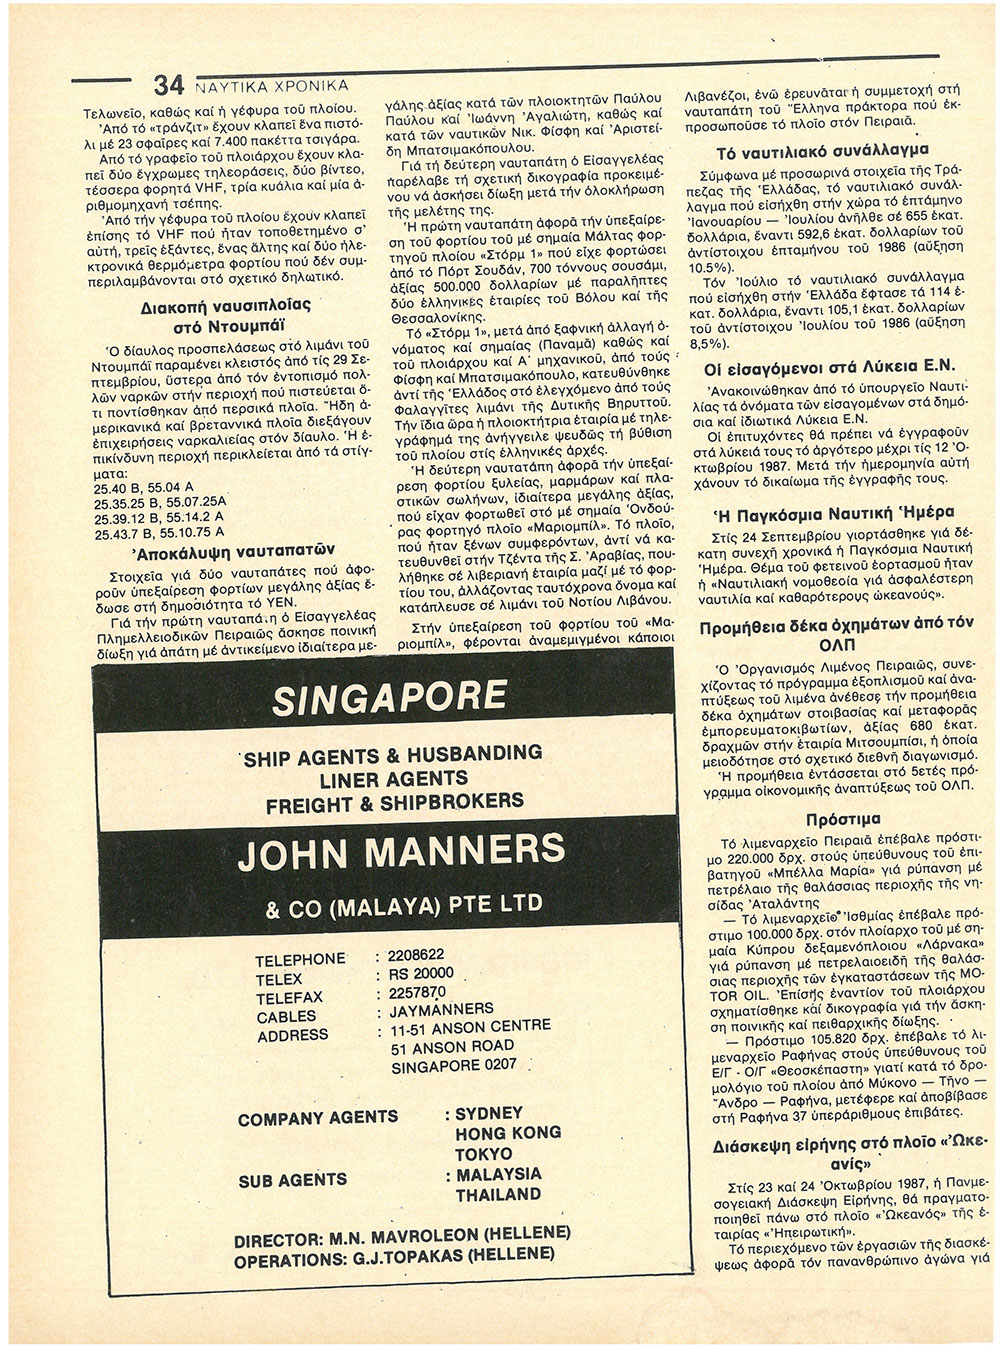 34 ΝΑΥΤΙΚΑ ΧΡΟΝΙΚΑ
Τελωνεῖο, καθώς καί ἡ γέφυρα τοῦ πλοίου.
Ἀπό τό «τράνζιτ» ἔχουν κλαπεῖ ἕνα πιστό-
λι μέ 23 σφαῖρες καί 7.400 πακέττα τσιγάρα.
Ἀπό τό γραφεῖο τοῦ πλοιάρχου ἔχουν κλα-
πεῖ δύο ἔγχρωμες τηλεοράσεις, δύο βίντεο,
τέσσερα φορητά VHF, τρία κυάλια καί μία ἀ-
ριθμομηχανή τσέπης.
Ἀπό τήν γέφυρα τοῦ πλοίου ἔχουν κλαπεῖ
ἐπίσης τό VHF πού ἦταν τοποθετημένο σ'
αὐτή, τρεῖς ἑξάντες, ἕνας ἄλτης καί δύο ἠλε-
κτρονικά θερμόμετρα φορτίου πού δέν συμ-
περιλαμβάνονται στό σχετικό δηλωτικό.
Διακοπή ναυσιπλοΐας
στό Ντουμπάϊ
Ὁ δίαυλος προσπελάσεως στό λιμάνι τοῦ
Ντουμπάϊ παραμένει κλειστός ἀπό τίς 29 Σε-
πτεμβρίου, ὕστερα ἀπό τόν ἐντοπισμό πολ-
λῶν ναρκῶν στήν περιοχή πού πιστεύεται ὅ-
τι ποντίσθηκαν ἀπό περσικά πλοῖα. Ἤδη ἀ-
μερικανικά καί βρεταννικά πλοῖα διεξάγουν
ἐπιχειρήσεις ναρκαλιείας στόν δίαυλο. Ἡ ἐ-
πικίνδυνη περιοχή περικλείεται ἀπό τά στίγ-
ματα:
25.40 Β, 55.04 Α
25.35.25 Β, 55.07.25Α
25.39.12 Β, 55.14.2 Α
25.43.7 Β, 55.10.75 Α
Ἀποκάλυψη ναυταπατῶν
Στοιχεῖα γιά δύο ναυταπάτες πού ἀφο-
ροῦν ὑπεξαίρεση φορτίων μεγάλης ἀξίας ἔ-
δωσε στή δημοσιότητα τό ΥΕΝ.
Γιά τήν πρώτη ναυταπάτη ὁ Εἰσαγγελέας
Πλημελλειοδικῶν Πειραιῶς ἄσκησε ποινική
δίωξη γιά ἀπάτη μέ ἀντικείμενο ἰδιαίτερα με-
γάλης ἀξίας κατά τῶν πλοιοκτητῶν Παύλου
Παύλου καί Ἰωάννη Ἀγαλιώτη, καθώς καί
κατά τῶν ναυτικῶν Νικ. Φίσφη καί Ἀριστεί-
δη Μπατσιμακόπουλου.
Γιά τή δεύτερη ναυταπάτη ὁ Εἰσαγγελέας
παρέλαβε τή σχετική δικογραφία προκειμέ-
νου νά ἀσκήσει δίωξη μετά τήν ὁλοκλήρωση
τῆς μελέτης της.
Ἡ πρώτη ναυταπάτη ἀφορᾶ τήν ὑπεξαίρε-
ση τοῦ φορτίου τοῦ μέ σημαία Μάλτας φορ-
τηγοῦ πλοίου «Στόρμ 1» πού εἶχε φορτώσει
ἀπό τό Πόρτ Σουδάν, 700 τόννους σουσάμι,
ἀξίας 500.000 δολλαρίων μέ παραλῆπτες
δύο ἑλληνικές ἑταιρίες τοῦ Βόλου καί τῆς
Θεσσαλονίκης.
Τό «Στόρμ 1», μετά ἀπό ξαφνική ἀλλαγή ὀ-
νόματος καί σημαίας (Παναμᾶ) καθώς καί
τοῦ πλοιάρχου καί Α' μηχανικοῦ, ἀπό τούς
Φίσφη καί Μπατσιμακόπουλο, κατευθύνθηκε
ἀντί τῆς Ἑλλάδος στό ἐλεγχόμενο ἀπό τούς
Φαλαγγῖτες λιμάνι τῆς Δυτικῆς Βηρυττοῦ.
Τήν ἴδια ὥρα ἡ πλοιοκτήτρια ἑταιρία μέ τηλε-
γράφημά της ἀνήγγειλε ψευδῶς τή βύθιση
τοῦ πλοίου στίς ἑλληνικές ἀρχές.
Ἡ δεύτερη ναυτατάπη ἀφορᾶ τήν ὑπεξαί-
ρεση φορτίου ξυλείας, μαρμάρων καί πλα-
στικῶν σωλήνων, ἰδιαίτερα μεγάλης ἀξίας,
πού εἶχαν φορτωθεῖ στό μέ σημαία Ὀνδού-
ρας φορτηγό πλοῖο «Μαριομπίλ». Τό πλοῖο,
πού ἦταν ξένων συμφερόντων, ἀντί νά κα-
τευθυνθεῖ στήν Τζέντα τῆς Σ. Ἀραβίας, που-
λήθηκε σέ λιβεριανή ἑταιρία μαζί μέ τό φορ-
τίου του, ἀλλάζοντας ταυτόχρονα ὄνομα καί
κατάπλευσε σέ λιμάνι τοῦ Νοτίου Λιβάνου.
Στήν ὑπεξαίρεση τοῦ φορτίου τοῦ «Μα-
ριομπίλ», φέρονται ἀναμεμιγμένοι κάποιοι
Λιβανέζοι, ἐνῶ ἐρευνᾶται ἡ συμμετοχή στή
ναυταπάτη τοῦ Ἕλληνα πράκτορα πού ἐκ-
προσωποῦσε τό πλοῖο στόν Πειραιᾶ.
Τό ναυτιλιακό συνάλλαγμα
Σύμφωνα μέ προσωρινά στοιχεῖα τῆς Τρά-
πεζας τῆς Ἑλλάδας, τό ναυτιλιακό συνάλ-
λαγμα πού εἰσήχθη στήν χώρα τό ἑπτάμηνο
Ἰανουαρίου — Ἰουλίου ἀνῆλθε σέ 655 ἑκατ.
δολλάρια, ἔναντι 592,6 ἑκατ. δολλαρίων τοῦ
ἀντίστοιχου ἑπταμήνου τοῦ 1986 (αὔξηση
10.5%).
Τόν Ἰούλιο τό ναυτιλιακό συνάλλαγμα
πού εἰσήχθη στήν Ἑλλάδα ἔφτασε τά 114 ἑ-
κατ. δολλάρια, ἔναντι 105,1 ἑκατ. δολλαρίων
τοῦ ἀντίστοιχου Ἰουλίου τοῦ 1986 (αὔξηση
8,5%).
Οἱ εἰσαγόμενοι στά Λύκεια Ε.Ν.
Ἀνακοινώθηκαν ἀπό τό ὑπουργεῖο Ναυτι-
λίας τά ὀνόματα τῶν εἰσαγομένων στά δημό-
σια καί ἰδιωτικά Λύκεια Ε.Ν.
Οἱ ἐπιτυχόντες θά πρέπει νά ἐγγραφοῦν
στά λύκειά τους τό ἀργότερο μέχρι τίς 12 Ὀ-
κτωβρίου 1987. Μετά τήν ἡμερομηνία αὐτή
χάνουν τό δικαίωμα τῆς ἐγγραφῆς τους.
Ἡ Παγκόσμια Ναυτική Ἡμέρα
Στίς 24 Σεπτεμβρίου γιορτάσθηκε γιά δέ-
κατη συνεχῆ χρονικά ἡ Παγκόσμια Ναυτική
Ἡμέρα. Θέμα τοῦ φετεινοῦ ἑορτασμοῦ ἦταν
ἡ «Ναυτιλιακή νομοθεσία γιά ἀσφαλέστερη
ναυτιλία καί καθαρότερους ὠκεανούς».
Προμήθεια δέκα ὀχημάτων ἀπό τόν
ΟΛΠ
Ὁ Ὀργανισμός Λιμένος Πειραιῶς, συνε-
χίζοντας τό πρόγραμμα ἐξοπλισμοῦ καί ἀνα-
πτύξεως τοῦ λιμένα ἀνέθεσε τήν προμήθεια
δέκα ὀχημάτων στοιβασίας καί μεταφορᾶς
ἐμπορευματοκιβωτίων, ἀξίας 680 ἑκατ.
δραχμῶν στήν ἑταιρία Μιτσουμπίσι, ἡ ὁποία
μειοδότησε στό σχετικό διεθνῆ διαγωνισμό.
Ἡ προμήθεια ἐντάσσεται στό 5ετές πρό-
γραμμα οἰκονομικῆς ἀναπτύξεως τοῦ ΟΛΠ.
Πρόστιμα
Τό λιμεναρχεῖο Πειραιᾶ ἐπέβαλε πρόστι-
μο 220.000 δρχ. στούς ὑπεύθυνους τοῦ ἐπι-
βατηγοῦ «Μπέλλα Μαρία» γιά ρύπανση μέ
πετρέλαιο τῆς θαλάσσιας περιοχῆς τῆς νη-
σίδας Ἀταλάντης
— Τό λιμεναρχεῖο Ἰσθμίας ἐπέβαλε πρό-
στιμο 100.000 δρχ. στόν πλοίαρχο τοῦ μέ ση-
μαία Κύπρου δεξαμενόπλοιου «Λάρνακα»
γιά ρύπανση μέ πετρελαιοειδῆ τῆς θαλάσ-
σιας περιοχῆς τῶν ἐγκαταστάσεων τῆς MO-
TOR OIL. Ἐπίσης ἐναντίον τοῦ πλοιάρχου
σχηματίσθηκε καί δικογραφία γιά τήν ἄσκη-
ση ποινικῆς καί πειθαρχικῆς δίωξης.
— Πρόστιμο 105.820 δρχ. ἐπέβαλε τό λι-
μεναρχεῖο Ραφήνας στούς ὑπεύθυνους τοῦ
Ε/Γ - Ο/Γ «Θεοσκέπαστη» γιατί κατά τό δρο-
μολόγιο τοῦ πλοίου ἀπό Μύκονο — Τῆνο —
Ἄνδρο — Ραφήνα, μετέφερε καί ἀποβίβασε
στή Ραφήνα 37 ὑπεράριθμους ἐπιβάτες.
Διάσκεψη εἰρήνης στό πλοῖο «Ὠκε-
ανίς»
Στίς 23 καί 24 Ὀκτωβρίου 1987, ἡ Πανμε-
σογειακή Διάσκεψη Εἰρήνης, θά πραγματο-
ποιηθεῖ πάνω στό πλοῖο «Ὠκεανός» τῆς ἑ-
ταιρίας «Ἠπειρωτική».
Τό περιεχόμενο τῶν ἐργασιῶν τῆς διασκέ-
ψεως ἀφορᾶ τόν πανανθρώπινο ἀγώνα γιά
SINGAPORE
SHIP AGENTS & HUSBANDING
LINER AGENTS
FREIGHT & SHIPBROKERS
JOHN MANNERS
& CO (MALAYA) PTE LTD
TELEPHONE : 2208622
TELEX : RS 20000
TELEFAX : 2257870
CABLES : JAYMANNERS
ADDRESS : 11-51 ANSON CENTRE
51 ANSON ROAD
SINGAPORE 0207
COMPANY AGENTS : SYDNEY
HONG KONG
TOKYO
SUB AGENTS : MALAYSIA
THAILAND
DIRECTOR: M.N. MAVROLEON (HELLENE)
OPERATIONS: G.J.TOPAKAS (HELLENE)